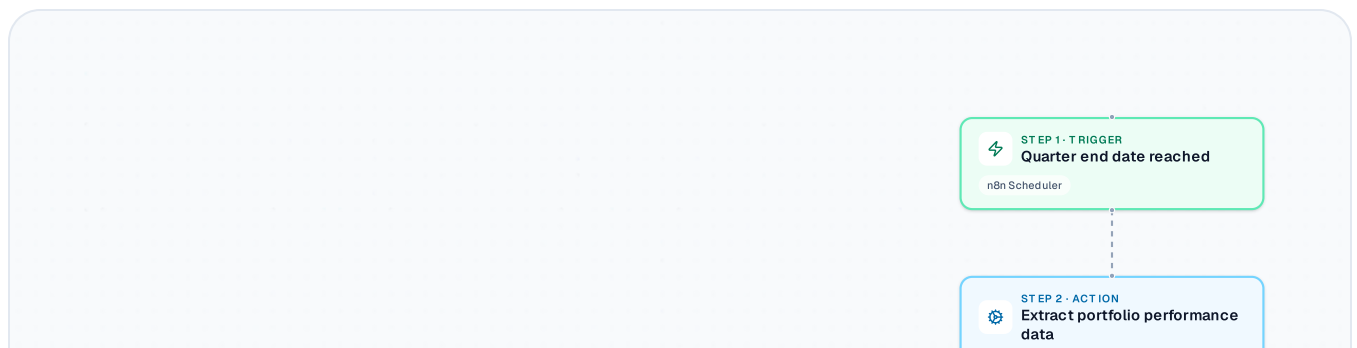 STEP 1 · TRIGGER
Quarter end date reached
n8n Scheduler
STEP 2 · ACTION
Extract portfolio performance
data